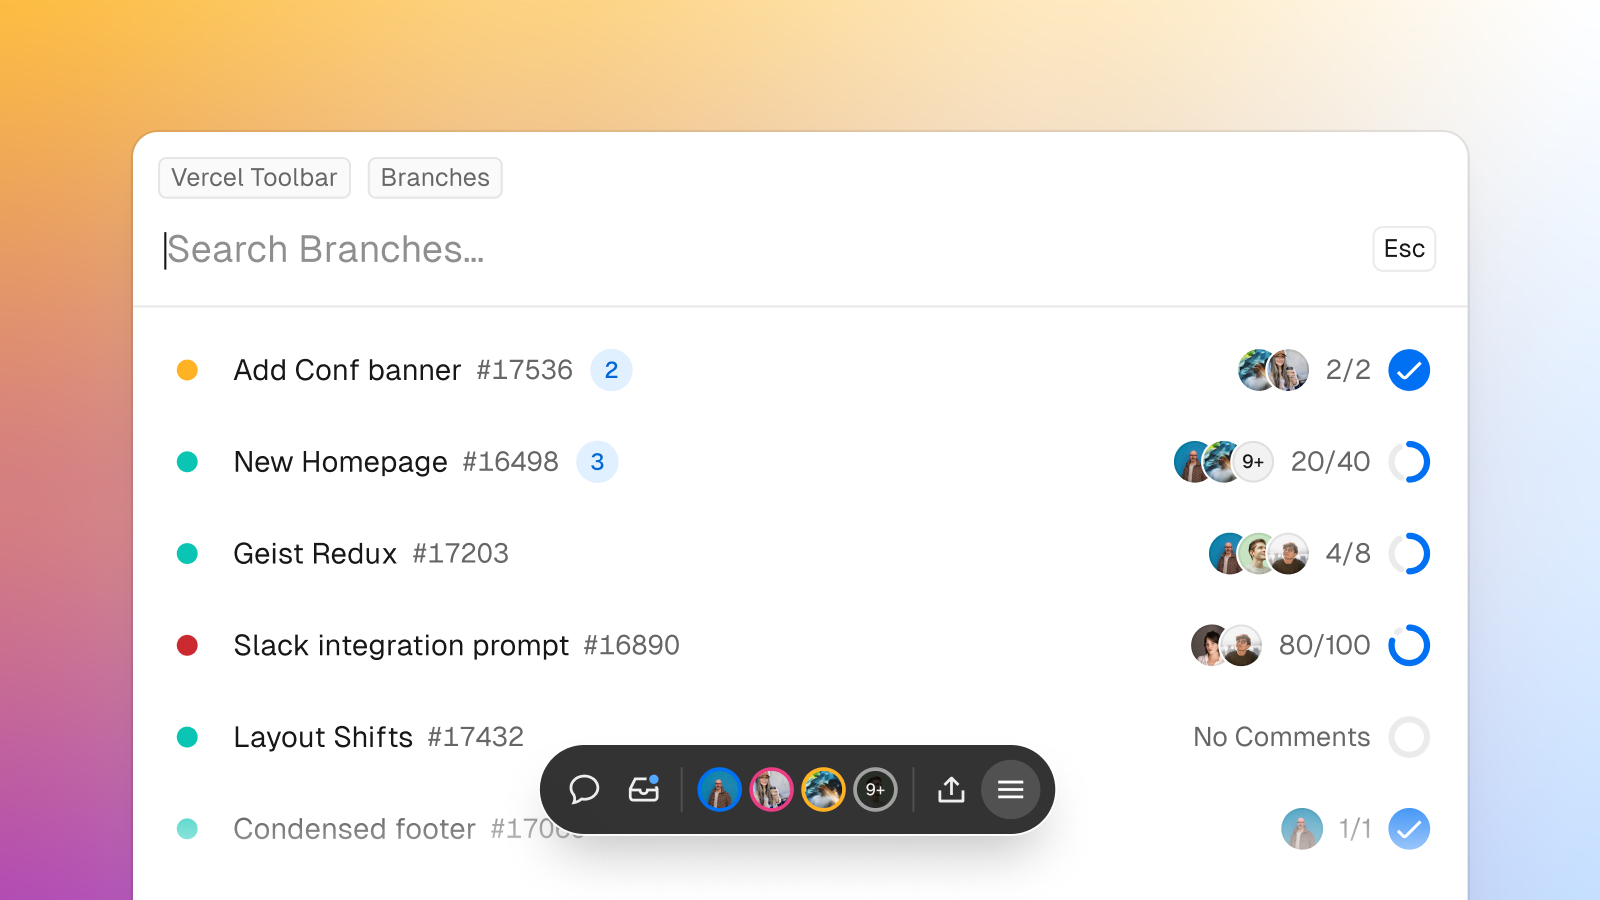 Vercel Toolbar Branches
Search Branches...
Esc
Add Conf banner #17536 2 2/2
New Homepage #16498 3 9+ 20/40
Geist Redux #17203 4/8
Slack integration prompt #16890 80/100
Layout Shifts #17432 No Comments
9+
Condensed footer 1/1